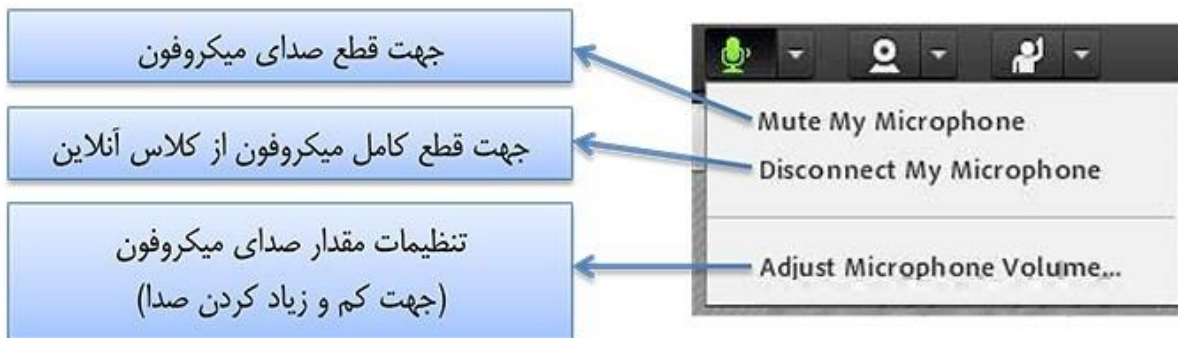 جهت قطع صدای میکروفون
جهت قطع کامل میکروفون از کلاس آنلاین
تنظیمات مقدار صدای میکروفون
(جهت کم و زیاد کردن صدا)
Mute My Microphone
Disconnect My Microphone
Adjust Microphone Volume...